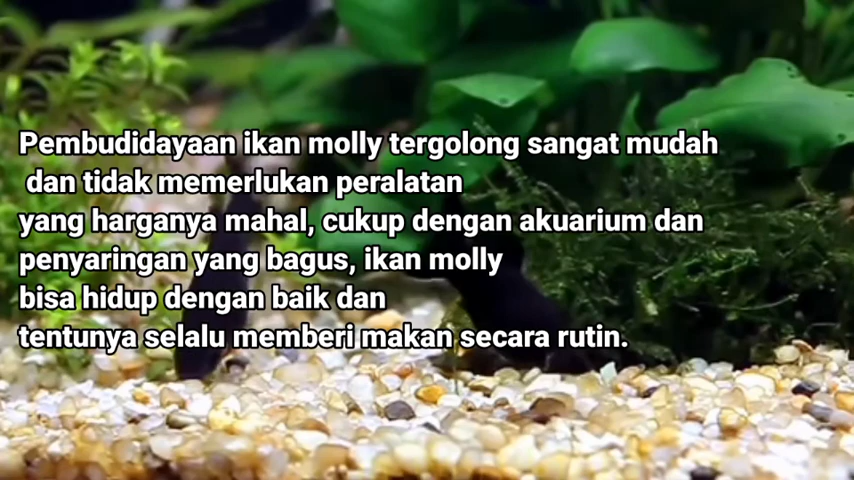 Pembudidayaan ikan molly tergolong sangat mudah
dan tidak memerlukan peralatan
yang harganya mahal, cukup dengan akuarium dan
penyaringan yang bagus, ikan molly
bisa hidup dengan baik dan
tentunya selalu memberi makan secara rutin.